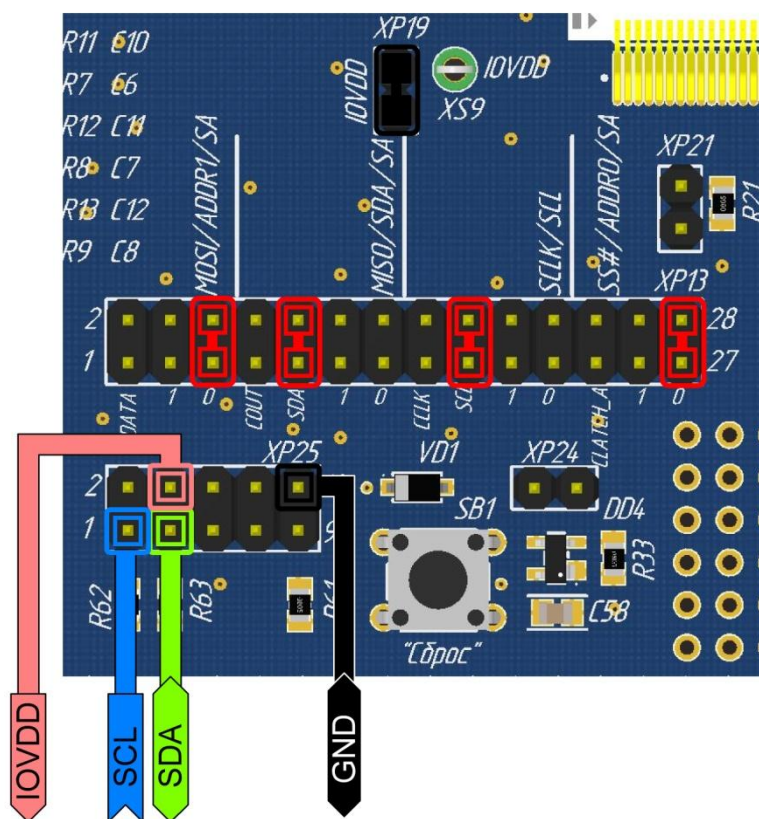 XP19
R11 C10
IOVDD
R7 C6
IOVDD
XS9
R12 C11
XP21
R8 C7
R13 C12
R21
R9 C8
MOSI/ADDR1/SA
MISO/SDA/SA
SCLK/SCL
SS#/ADDR0/SA
XP13
2
28
1
27
DATA
1
0
COUT
SDA
1
0
CCLK
SCL
1
0
CLATCH_A
1
0
XP25
VD1
XP24
2
1
9
SB1
DD4
R62
R63
R61
R33
C58
"Сброс"
IOVDD
SCL
SDA
GND